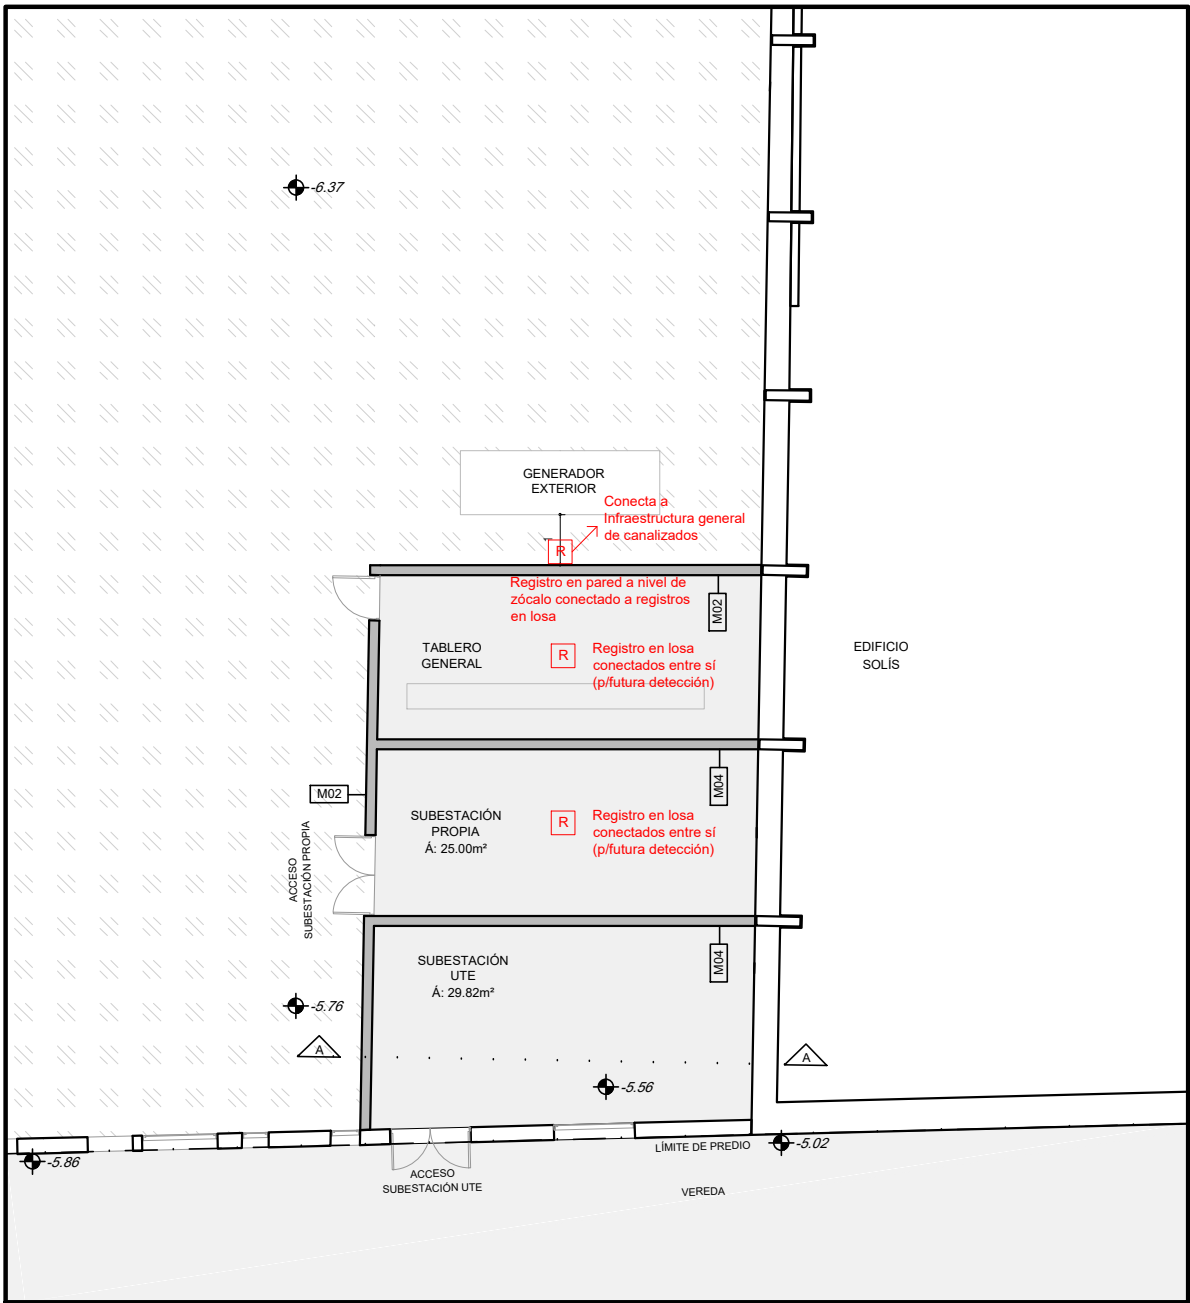 -6.37
GENERADOR
EXTERIOR
Conecta a
Infraestructura general
de canalizados
R
Registro en pared a nivel de
zócalo conectado a registros
en losa
M02
TABLERO
GENERAL
R
Registro en losa
conectados entre sí
(p/futura detección)
EDIFICIO
SOLÍS
M04
M02
SUBESTACIÓN
PROPIA
Á: 25.00m²
R
Registro en losa
conectados entre sí
(p/futura detección)
ACCESO
SUBESTACIÓN PROPIA
M04
SUBESTACIÓN
UTE
Á: 29.82m²
-5.76
A
A
-5.56
LÍMITE DE PREDIO
-5.02
-5.86
ACCESO
SUBESTACIÓN UTE
VEREDA